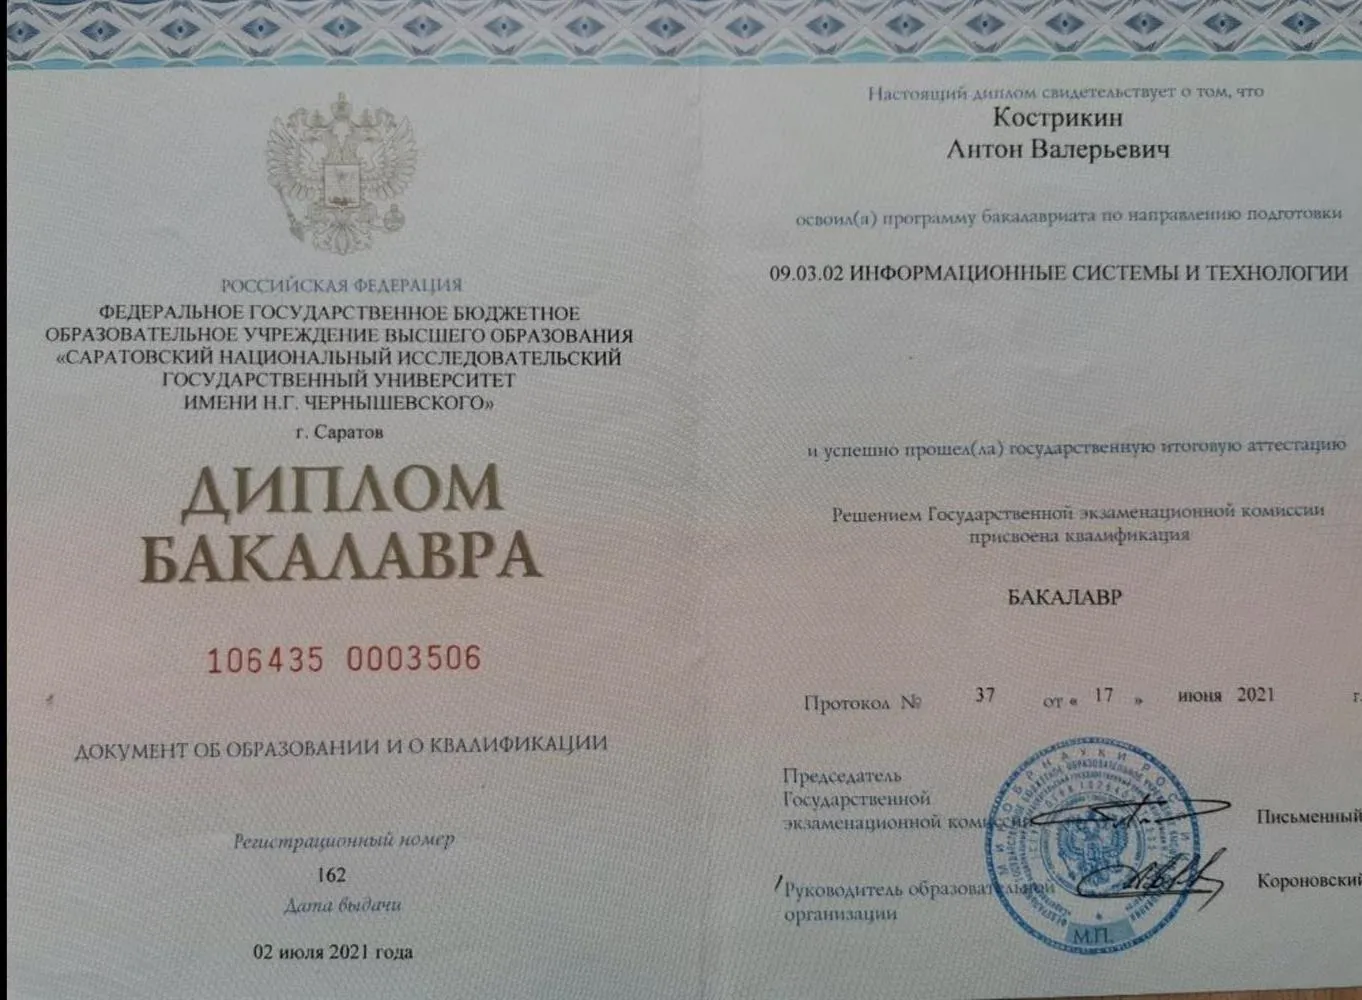 РОССИЙСКАЯ ФЕДЕРАЦИЯ
ФЕДЕРАЛЬНОЕ ГОСУДАРСТВЕННОЕ БЮДЖЕТНОЕ
ОБРАЗОВАТЕЛЬНОЕ УЧРЕЖДЕНИЕ ВЫСШЕГО ОБРАЗОВАНИЯ
«САРАТОВСКИЙ НАЦИОНАЛЬНЫЙ ИССЛЕДОВАТЕЛЬСКИЙ
ГОСУДАРСТВЕННЫЙ УНИВЕРСИТЕТ
ИМЕНИ Н.Г. ЧЕРНЫШЕВСКОГО»
г. Саратов
ДИПЛОМ
БАКАЛАВРА
106435 0003506
ДОКУМЕНТ ОБ ОБРАЗОВАНИИ И О КВАЛИФИКАЦИИ
Регистрационный номер
162
Дата выдачи
02 июля 2021 года
Настоящий диплом свидетельствует о том, что
Кострикин
Антон Валерьевич
освоил(а) программу бакалавриата по направлению подготовки
09.03.02 ИНФОРМАЦИОННЫЕ СИСТЕМЫ И ТЕХНОЛОГИИ
и успешно прошел(ла) государственную итоговую аттестацию
Решением Государственной экзаменационной комиссии
присвоена квалификация
БАКАЛАВР
Протокол № 37 от « 17 » июня 2021 г.
Председатель
Государственной
экзаменационной комиссии Письменный
Руководитель образовательной Короновский
организации
МИНОБРНАУКИ РОССИИ
М.П.